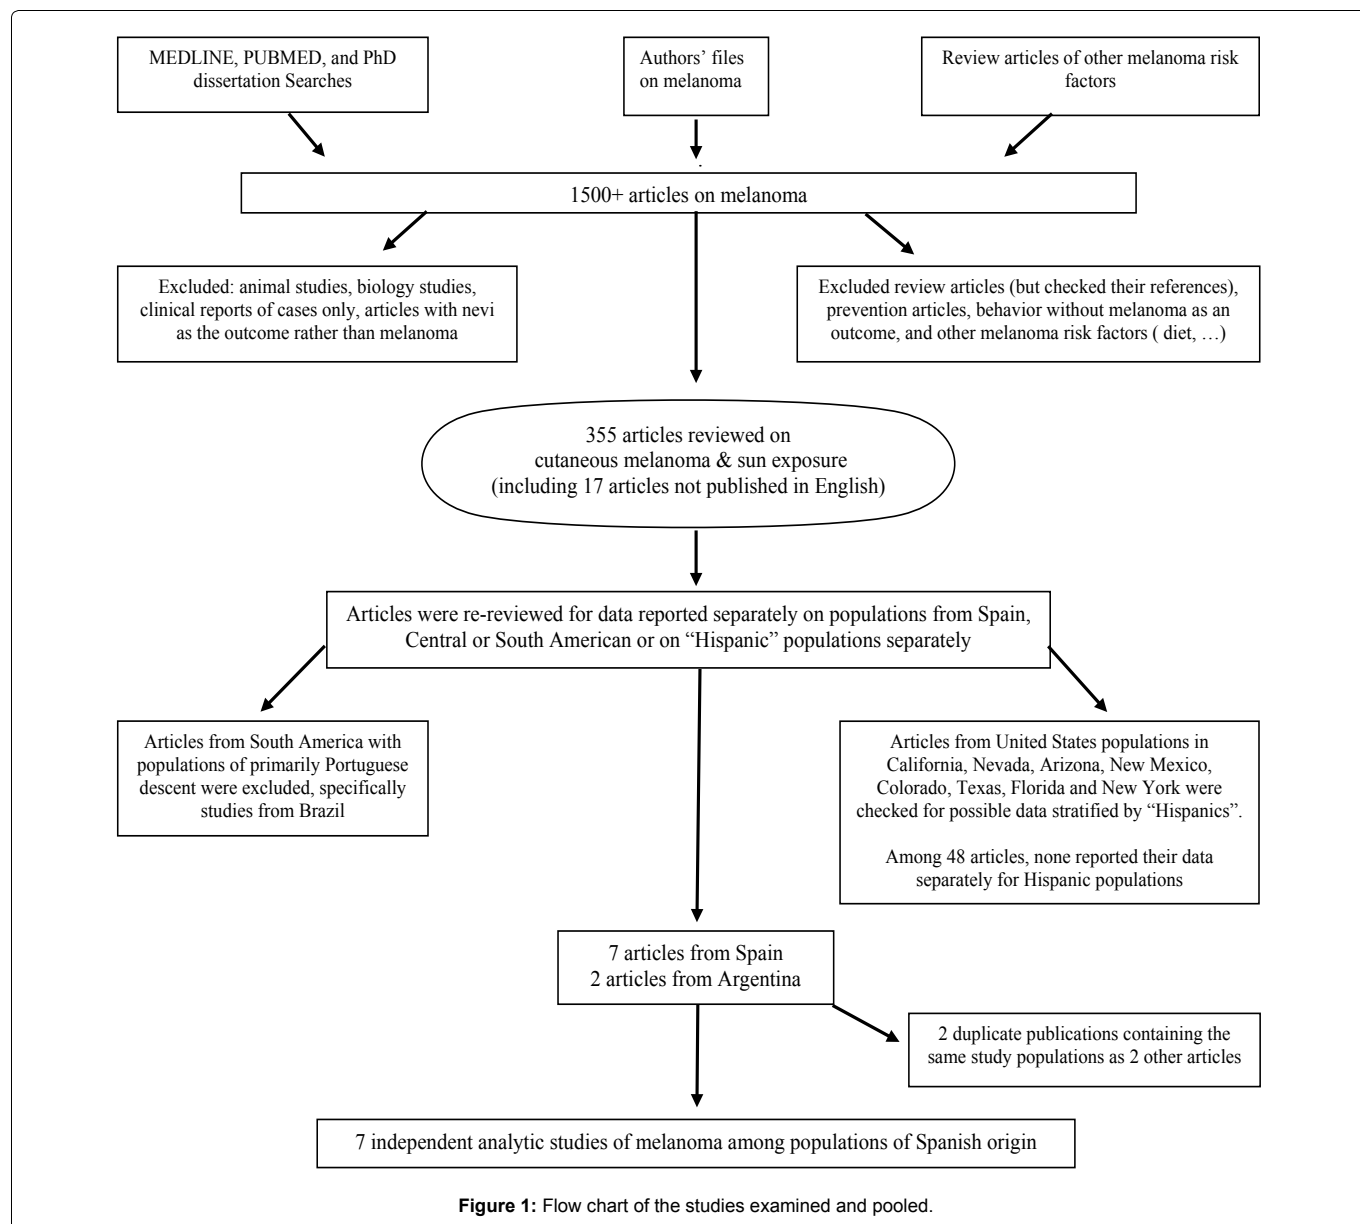 MEDLINE, PUBMED, and PhD
dissertation Searches
Authors' files
on melanoma
Review articles of other melanoma risk
factors
1500+ articles on melanoma
Excluded: animal studies, biology studies,
clinical reports of cases only, articles with nevi
as the outcome rather than melanoma
Excluded review articles (but checked their references),
prevention articles, behavior without melanoma as an
outcome, and other melanoma risk factors ( diet, …)
355 articles reviewed on
cutaneous melanoma & sun exposure
(including 17 articles not published in English)
Articles were re-reviewed for data reported separately on populations from Spain,
Central or South American or on “Hispanic” populations separately
Articles from South America with
populations of primarily Portuguese
descent were excluded, specifically
studies from Brazil
Articles from United States populations in
California, Nevada, Arizona, New Mexico,
Colorado, Texas, Florida and New York were
checked for possible data stratified by “Hispanics”.
Among 48 articles, none reported their data
separately for Hispanic populations
7 articles from Spain
2 articles from Argentina
2 duplicate publications containing the
same study populations as 2 other articles
7 independent analytic studies of melanoma among populations of Spanish origin
Figure 1: Flow chart of the studies examined and pooled.